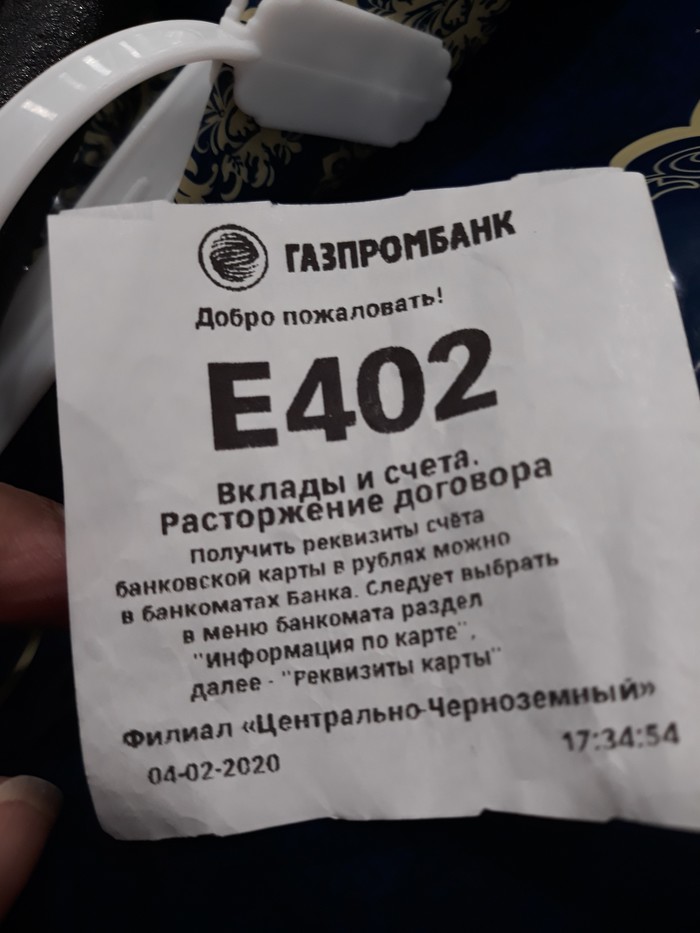 ГАЗПРОМБАНК
Добро пожаловать!
E402
Вклады и счета.
Расторжение договора
Получить реквизиты счёта
банковской карты в рублях можно
в банкоматах Банка. Следует выбрать
в меню банкомата раздел
"Информация по карте",
далее - "Реквизиты карты"
Филиал «Центрально-Черноземный»
04-02-2020 17:34:54